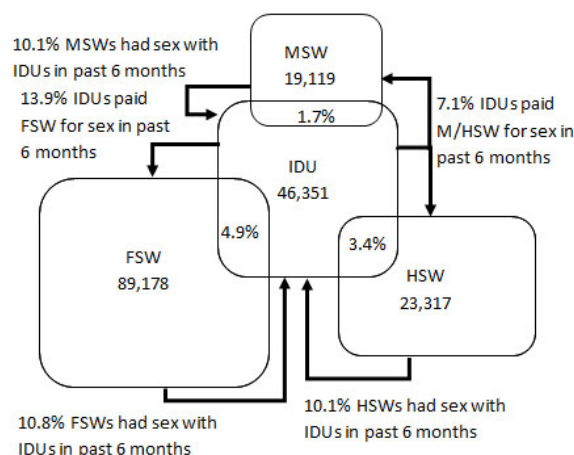 10.1% MSWs had sex with
IDUs in past 6 months
13.9% IDUs paid
FSW for sex in past
6 months
MSW
19,119
1.7%
7.1% IDUs paid
M/HSW for sex in
past 6 months
IDU
46,351
4.9%
3.4%
FSW
89,178
HSW
23,317
10.8% FSWs had sex with
IDUs in past 6 months
10.1% HSWs had sex with
IDUs in past 6 months